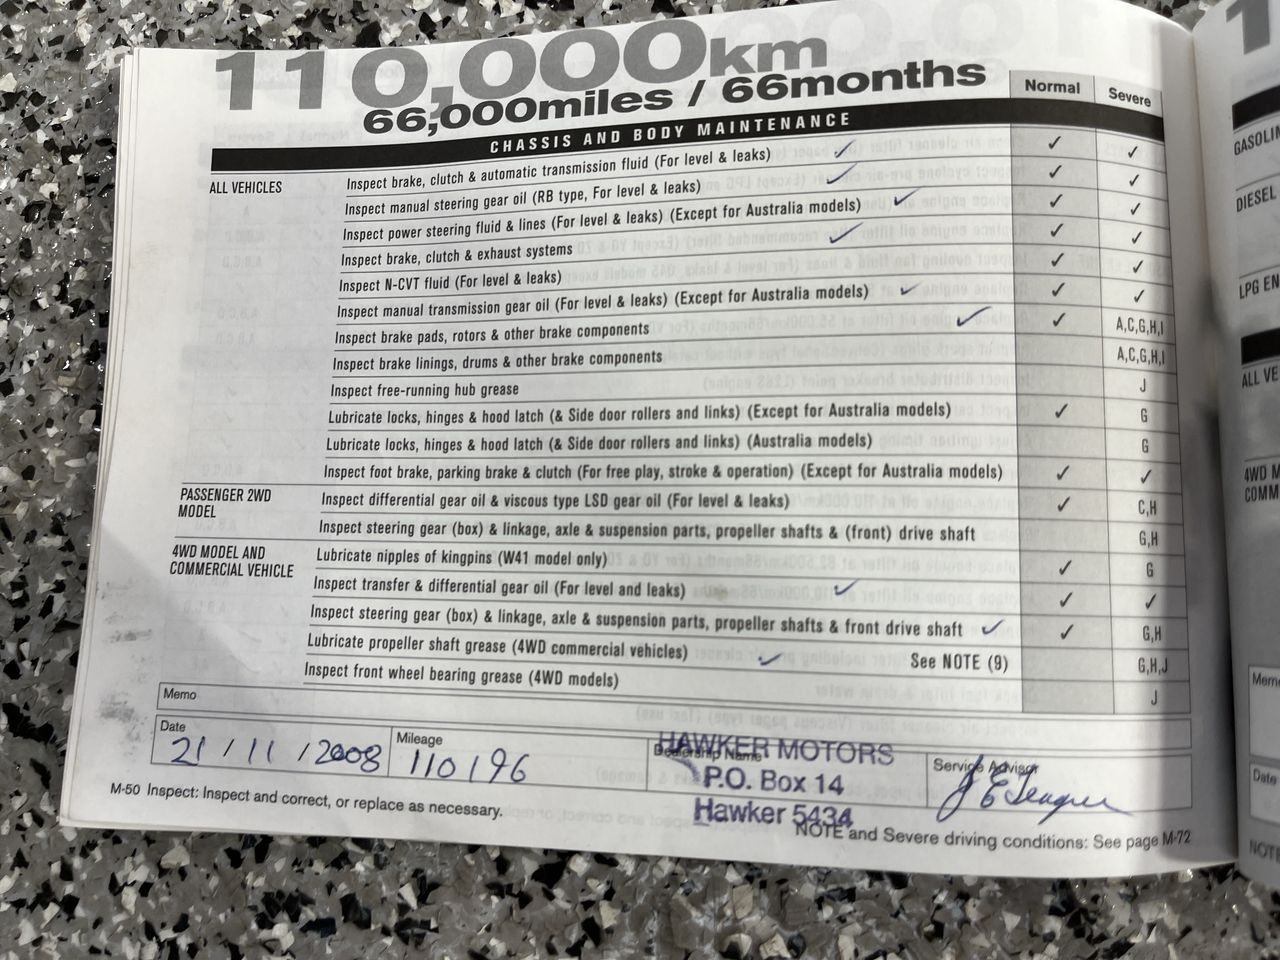 110,000km
66,000miles / 66months
Normal Severe
CHASSIS AND BODY MAINTENANCE
ALL VEHICLES Inspect brake, clutch & automatic transmission fluid (For level & leaks) ✓ ✓ ✓
Inspect manual steering gear oil (RB type, For level & leaks) ✓ ✓ ✓
Inspect power steering fluid & lines (For level & leaks) (Except for Australia models) ✓ ✓ ✓
Inspect brake, clutch & exhaust systems ✓ ✓ ✓
Inspect N-CVT fluid (For level & leaks) ✓ ✓
Inspect manual transmission gear oil (For level & leaks) (Except for Australia models) ✓ ✓ ✓
Inspect brake pads, rotors & other brake components ✓ ✓ A,C,G,H,I
Inspect brake linings, drums & other brake components A,C,G,H,I
Inspect free-running hub grease J
Lubricate locks, hinges & hood latch (& Side door rollers and links) (Except for Australia models) ✓ G
Lubricate locks, hinges & hood latch (& Side door rollers and links) (Australia models) G
Inspect foot brake, parking brake & clutch (For free play, stroke & operation) (Except for Australia models) ✓ ✓
PASSENGER 2WD MODEL Inspect differential gear oil & viscous type LSD gear oil (For level & leaks) ✓ C,H
Inspect steering gear (box) & linkage, axle & suspension parts, propeller shafts & (front) drive shaft G,H
4WD MODEL AND COMMERCIAL VEHICLE Lubricate nipples of kingpins (W41 model only) ✓ G
Inspect transfer & differential gear oil (For level and leaks) ✓ ✓ ✓
Inspect steering gear (box) & linkage, axle & suspension parts, propeller shafts & front drive shaft ✓ ✓ G,H
Lubricate propeller shaft grease (4WD commercial vehicles) ✓ See NOTE (9) G,H,J
Inspect front wheel bearing grease (4WD models) J
Memo
Date 21 / 11 / 2008
Mileage 110196
Dealership Name HAWKER MOTORS
P.O. Box 14
Hawker 5434
Service Advisor J E Teague
M-50 Inspect: Inspect and correct, or replace as necessary.
NOTE and Severe driving conditions: See page M-72
DIESEL
LPG EN
ALL VE
4WD M
COMM
Date